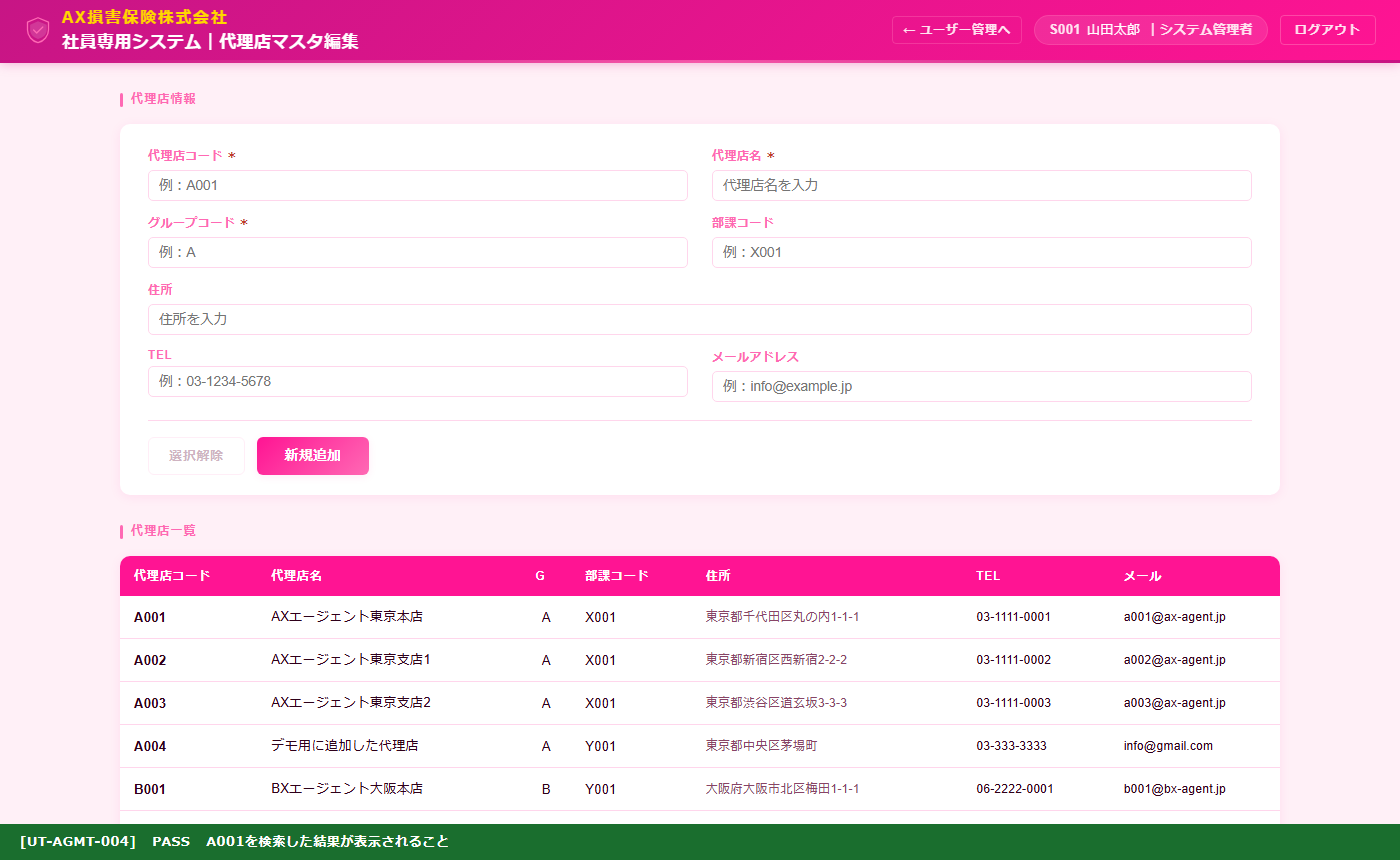 AX損害保険株式会社
社員専用システム | 代理店マスタ編集
← ユーザー管理へ
S001 山田太郎 | システム管理者
ログアウト
代理店情報
代理店コード *
代理店名 *
例：A001
代理店名を入力
グループコード *
部課コード
例：A
例：X001
住所
住所を入力
TEL
メールアドレス
例：03-1234-5678
例：info@example.jp
選択解除
新規追加
代理店一覧
代理店コード 代理店名 G 部課コード 住所 TEL メール
A001 AXエージェント東京本店 A X001 東京都千代田区丸の内1-1-1 03-1111-0001 a001@ax-agent.jp
A002 AXエージェント東京支店1 A X001 東京都新宿区西新宿2-2-2 03-1111-0002 a002@ax-agent.jp
A003 AXエージェント東京支店2 A X001 東京都渋谷区道玄坂3-3-3 03-1111-0003 a003@ax-agent.jp
A004 デモ用に追加した代理店 A Y001 東京都中央区茅場町 03-333-3333 info@gmail.com
B001 BXエージェント大阪本店 B Y001 大阪府大阪市北区梅田1-1-1 06-2222-0001 b001@bx-agent.jp
[UT-AGMT-004] PASS A001を検索した結果が表示されること